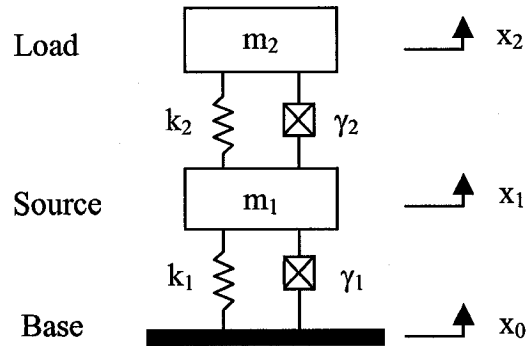 Load m₂ x₂
k₂ γ₂
Source m₁ x₁
k₁ γ₁
Base x₀